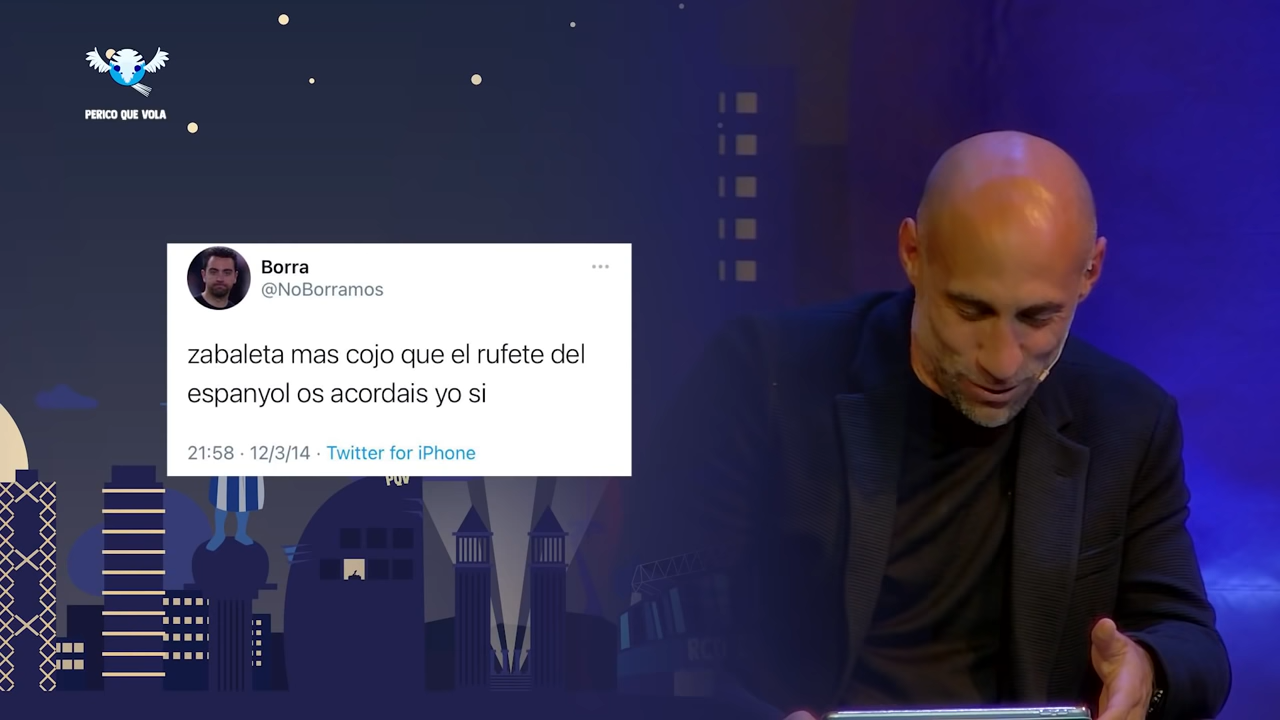 PERICO QUE VOLA
Borra
@NoBorramos
zabaleta mas cojo que el rufete del
espanyol os acordais yo si
21:58 · 12/3/14 · Twitter for iPhone
PQV